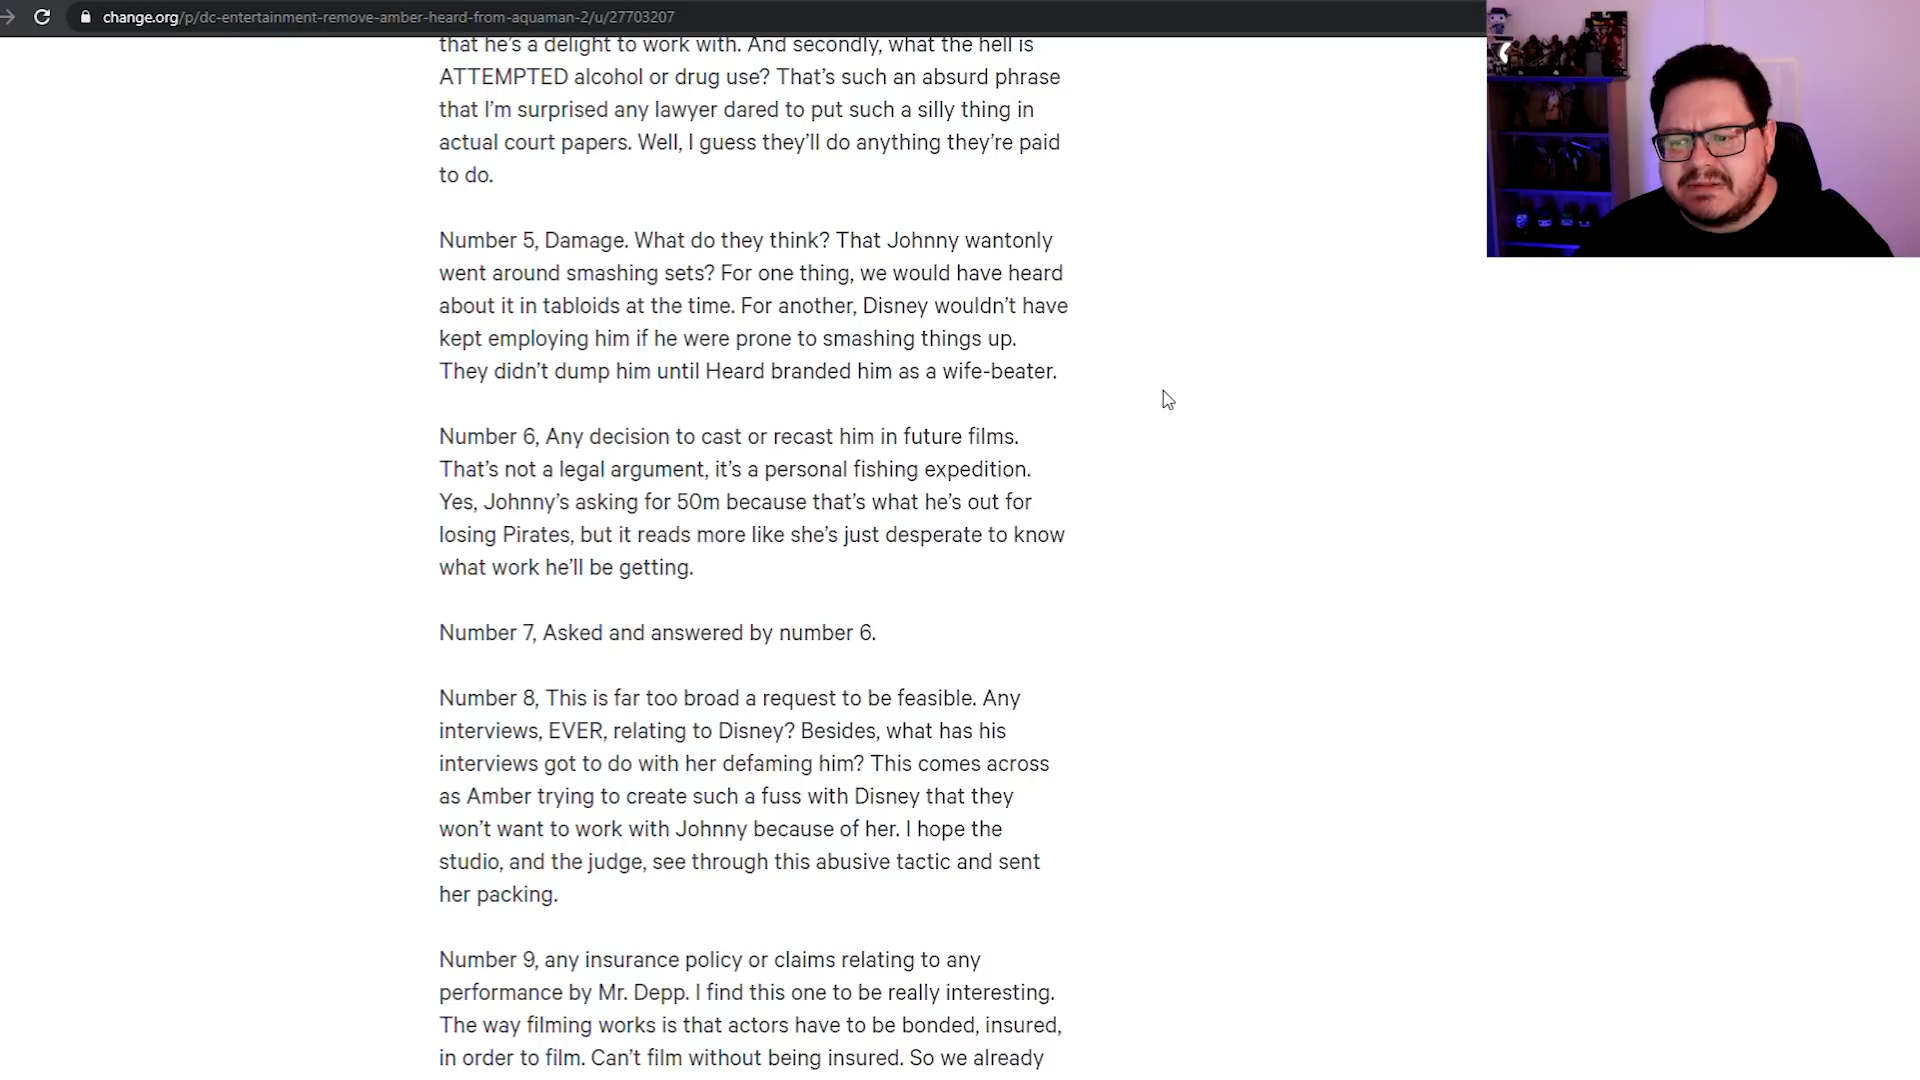 change.org/p/dc-entertainment-remove-amber-heard-from-aquaman-2/u/27703207
that he's a delight to work with. And secondly, what the hell is
ATTEMPTED alcohol or drug use? That's such an absurd phrase
that I'm surprised any lawyer dared to put such a silly thing in
actual court papers. Well, I guess they'll do anything they're paid
to do.
Number 5, Damage. What do they think? That Johnny wantonly
went around smashing sets? For one thing, we would have heard
about it in tabloids at the time. For another, Disney wouldn't have
kept employing him if he were prone to smashing things up.
They didn't dump him until Heard branded him as a wife-beater.
Number 6, Any decision to cast or recast him in future films.
That's not a legal argument, it's a personal fishing expedition.
Yes, Johnny's asking for 50m because that's what he's out for
losing Pirates, but it reads more like she's just desperate to know
what work he'll be getting.
Number 7, Asked and answered by number 6.
Number 8, This is far too broad a request to be feasible. Any
interviews, EVER, relating to Disney? Besides, what has his
interviews got to do with her defaming him? This comes across
as Amber trying to create such a fuss with Disney that they
won't want to work with Johnny because of her. I hope the
studio, and the judge, see through this abusive tactic and sent
her packing.
Number 9, any insurance policy or claims relating to any
performance by Mr. Depp. I find this one to be really interesting.
The way filming works is that actors have to be bonded, insured,
in order to film. Can't film without being insured. So we already